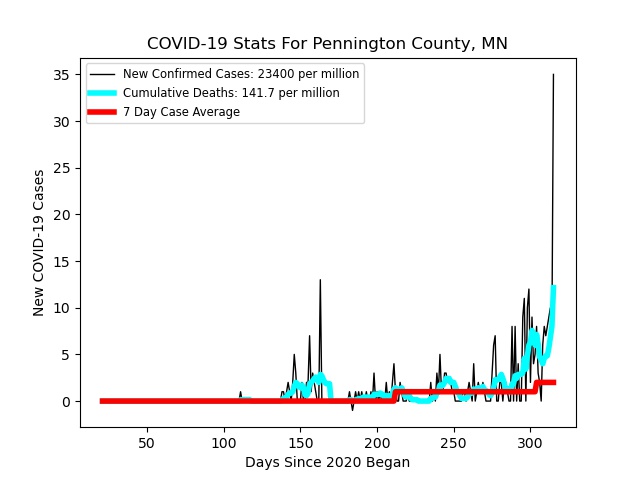 COVID-19 Stats For Pennington County, MN
New Confirmed Cases: 23400 per million
Cumulative Deaths: 141.7 per million
7 Day Case Average
New COVID-19 Cases
35
30
25
20
15
10
5
0
50 100 150 200 250 300
Days Since 2020 Began